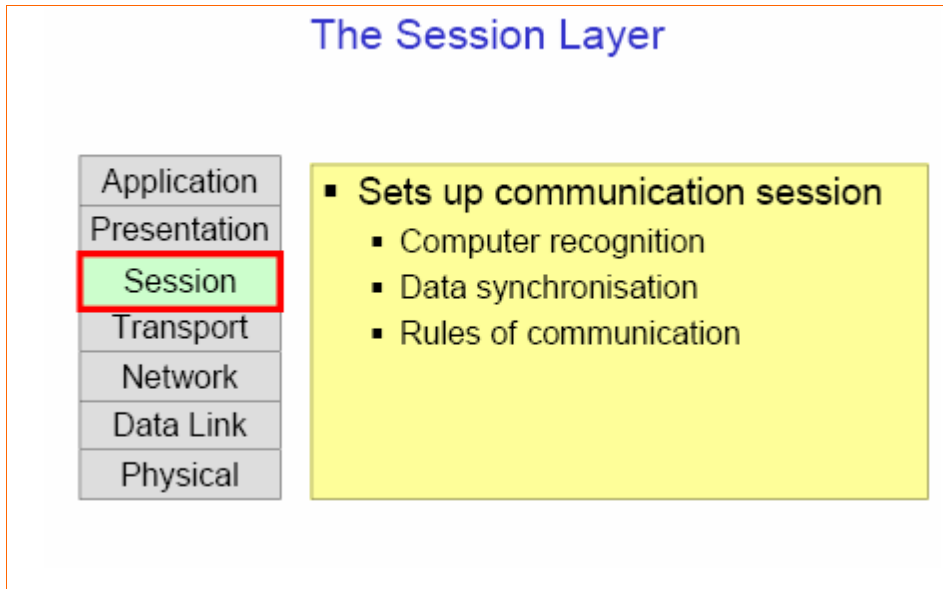 The Session Layer
Application
Presentation
Session
Transport
Network
Data Link
Physical
▪ Sets up communication session
▪ Computer recognition
▪ Data synchronisation
▪ Rules of communication